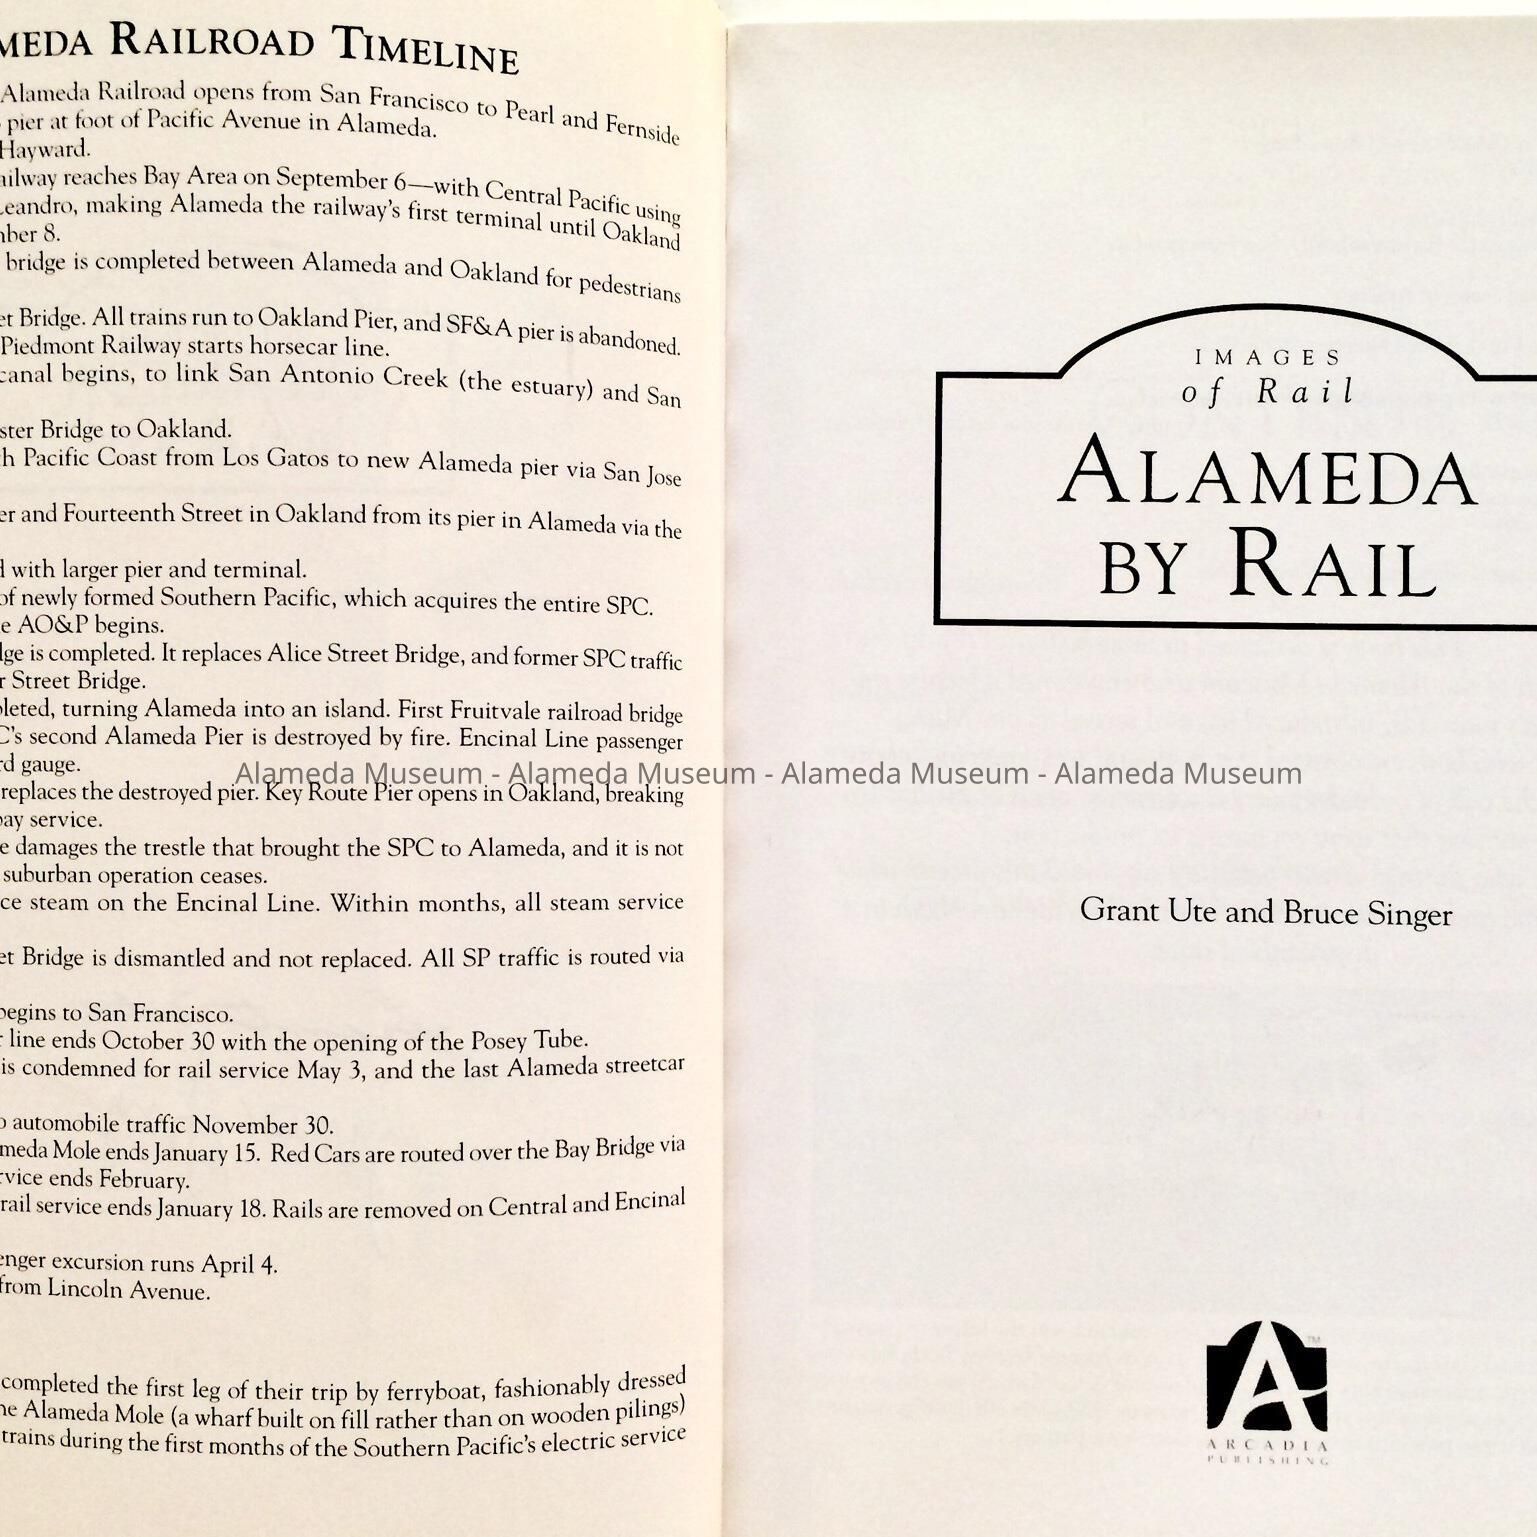 MEDA RAILROAD TIMELINE
Alameda Railroad opens from San Francisco to Pearl and Fernside
pier at foot of Pacific Avenue in Alameda.
Hayward.
ailway reaches Bay Area on September 6—with Central Pacific using
Leandro, making Alameda the railway's first terminal until Oakland
mber 8.
bridge is completed between Alameda and Oakland for pedestrians
et Bridge. All trains run to Oakland Pier, and SF&A pier is abandoned.
Piedmont Railway starts horsecar line.
canal begins, to link San Antonio Creek (the estuary) and San
ster Bridge to Oakland.
h Pacific Coast from Los Gatos to new Alameda pier via San Jose
er and Fourteenth Street in Oakland from its pier in Alameda via the
d with larger pier and terminal.
of newly formed Southern Pacific, which acquires the entire SPC.
e AO&P begins.
dge is completed. It replaces Alice Street Bridge, and former SPC traffic
r Street Bridge.
pleted, turning Alameda into an island. First Fruitvale railroad bridge
C's second Alameda Pier is destroyed by fire. Encinal Line passenger
rd gauge.
replaces the destroyed pier. Key Route Pier opens in Oakland, breaking
bay service.
e damages the trestle that brought the SPC to Alameda, and it is not
suburban operation ceases.
ce steam on the Encinal Line. Within months, all steam service
et Bridge is dismantled and not replaced. All SP traffic is routed via
begins to San Francisco.
r line ends October 30 with the opening of the Posey Tube.
is condemned for rail service May 3, and the last Alameda streetcar
o automobile traffic November 30.
meda Mole ends January 15. Red Cars are routed over the Bay Bridge via
rvice ends February.
rail service ends January 18. Rails are removed on Central and Encinal
enger excursion runs April 4.
from Lincoln Avenue.
completed the first leg of their trip by ferryboat, fashionably dressed
he Alameda Mole (a wharf built on fill rather than on wooden pilings)
trains during the first months of the Southern Pacific's electric service
IMAGES
of Rail
ALAMEDA
BY RAIL
Grant Ute and Bruce Singer
ARCADIA
PUBLISHING
Alameda Museum - Alameda Museum - Alameda Museum - Alameda Museum